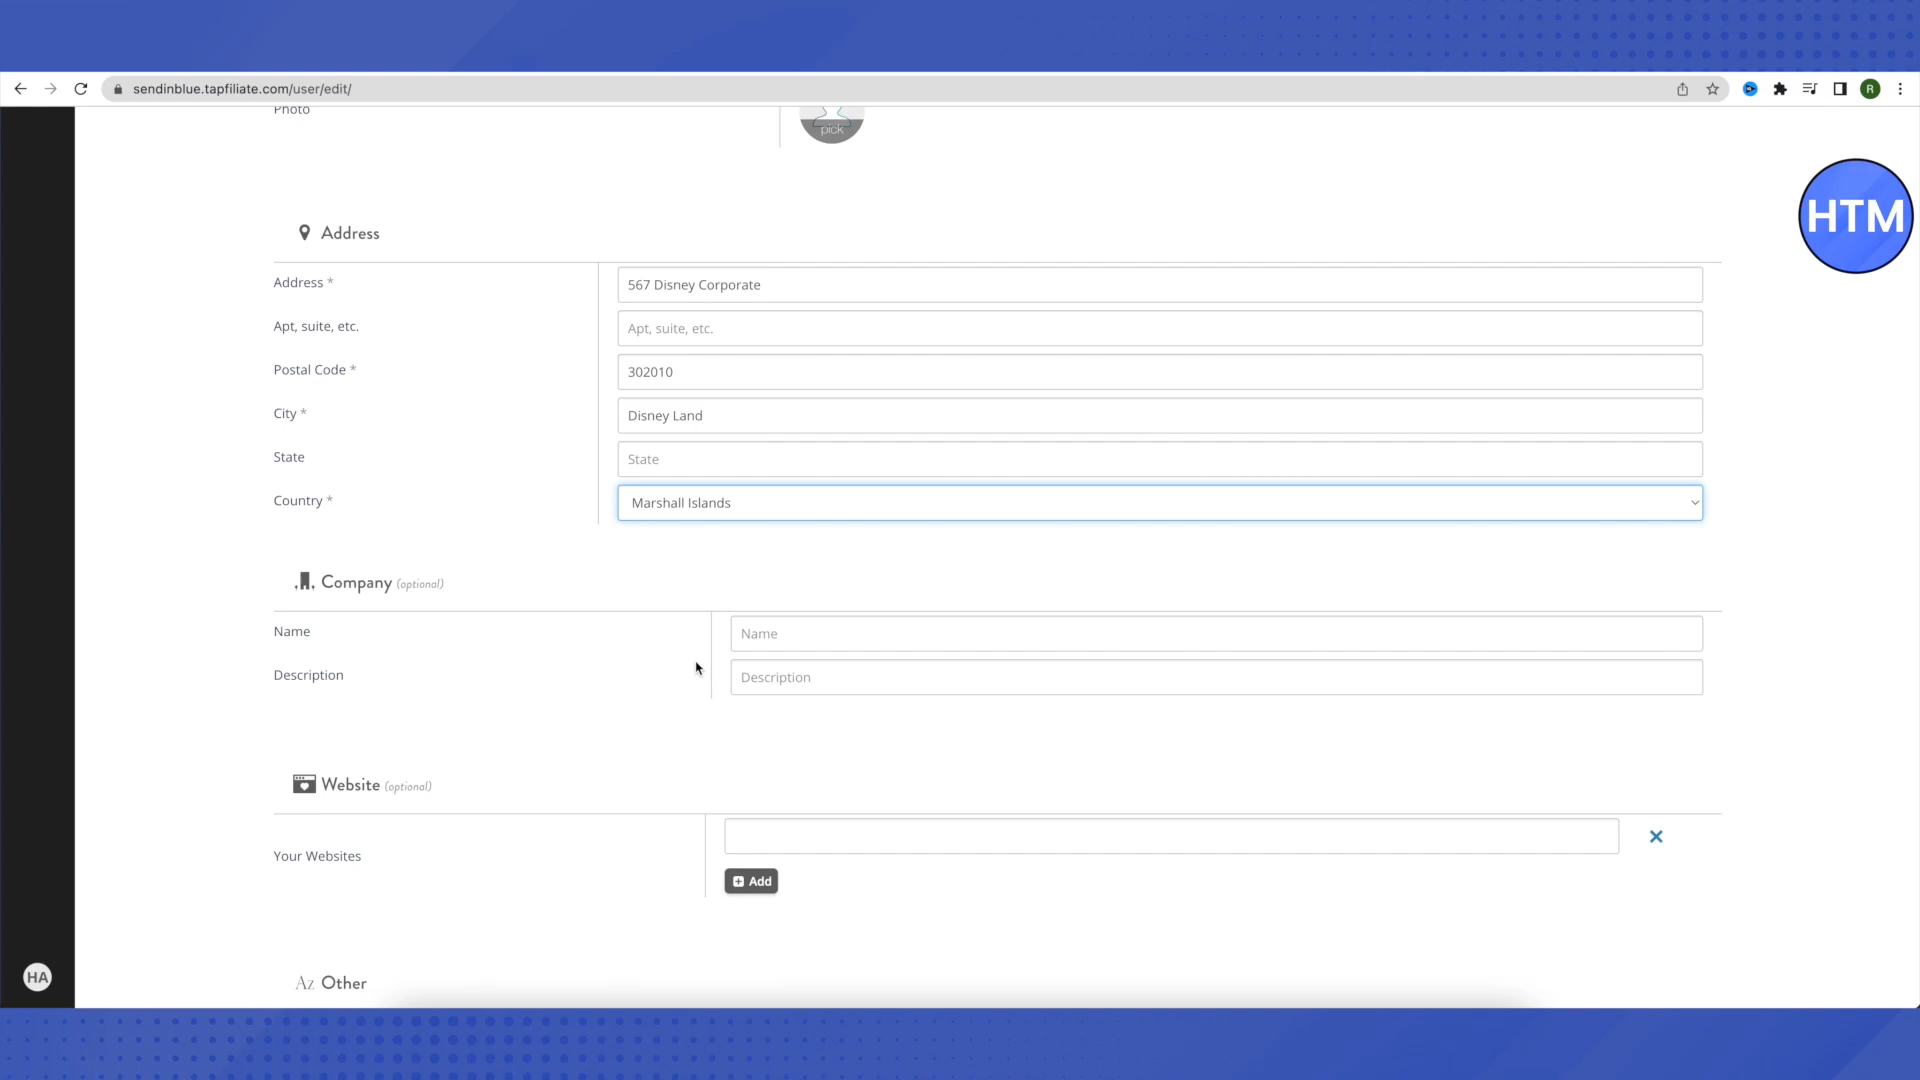 sendinblue.tapfiliate.com/user/edit/
R
Photo
pick
HTM
Address
Address *
567 Disney Corporate
Apt, suite, etc.
Apt, suite, etc.
Postal Code *
302010
City *
Disney Land
State
State
Country *
Marshall Islands
Company (optional)
Name
Name
Description
Description
Website (optional)
Your Websites
Add
HA
Az Other